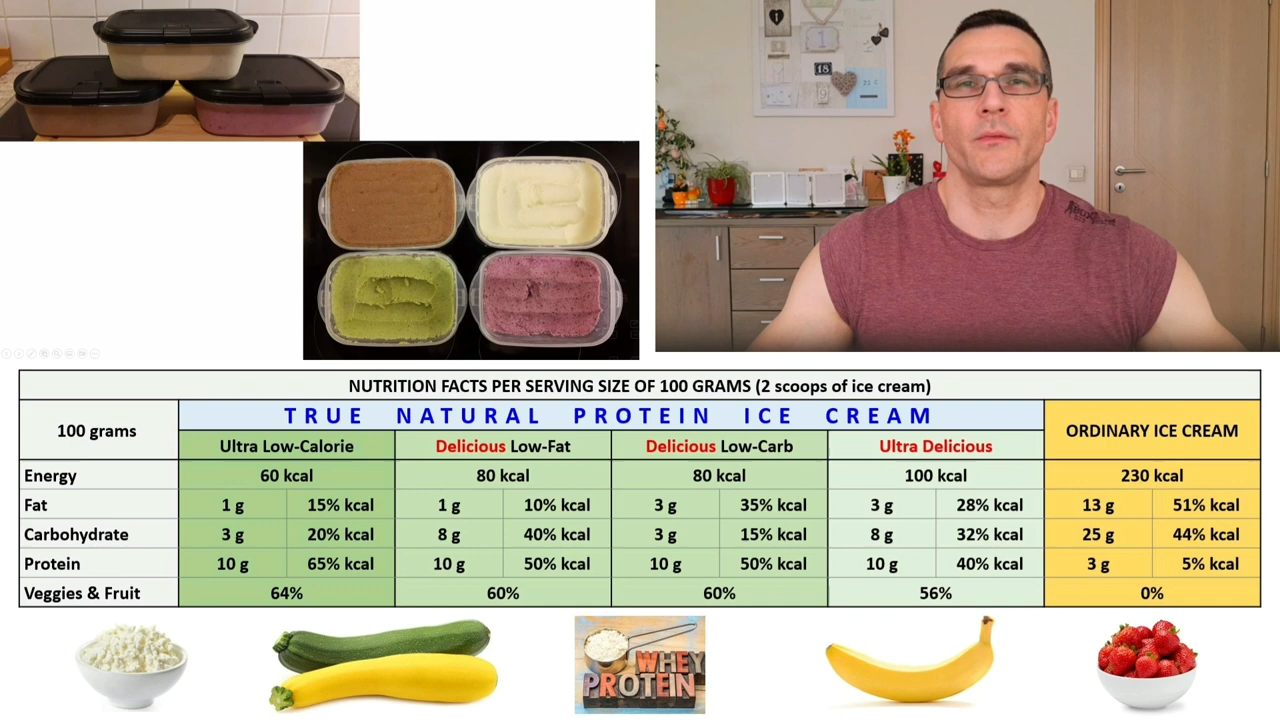 1
18
9
NUTRITION FACTS PER SERVING SIZE OF 100 GRAMS (2 scoops of ice cream)
100 grams
TRUE NATURAL PROTEIN ICE CREAM
ORDINARY ICE CREAM
Ultra Low-Calorie Delicious Low-Fat Delicious Low-Carb Ultra Delicious
Energy 60 kcal 80 kcal 80 kcal 100 kcal 230 kcal
Fat 1 g 15% kcal 1 g 10% kcal 3 g 35% kcal 3 g 28% kcal 13 g 51% kcal
Carbohydrate 3 g 20% kcal 8 g 40% kcal 3 g 15% kcal 8 g 32% kcal 25 g 44% kcal
Protein 10 g 65% kcal 10 g 50% kcal 10 g 50% kcal 10 g 40% kcal 3 g 5% kcal
Veggies & Fruit 64% 60% 60% 56% 0%
WHEY
PROTEIN